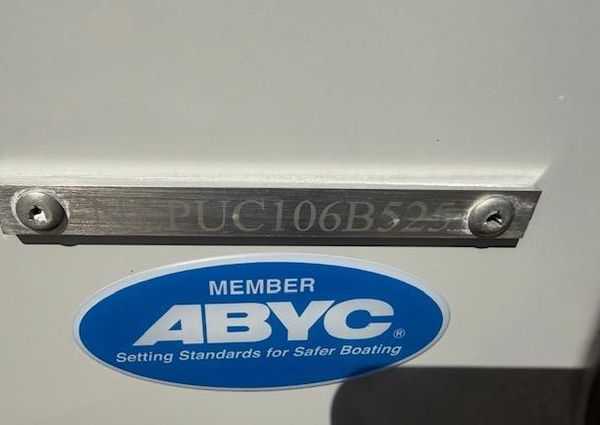 PUC106B525
MEMBER
ABYC®
Setting Standards for Safer Boating